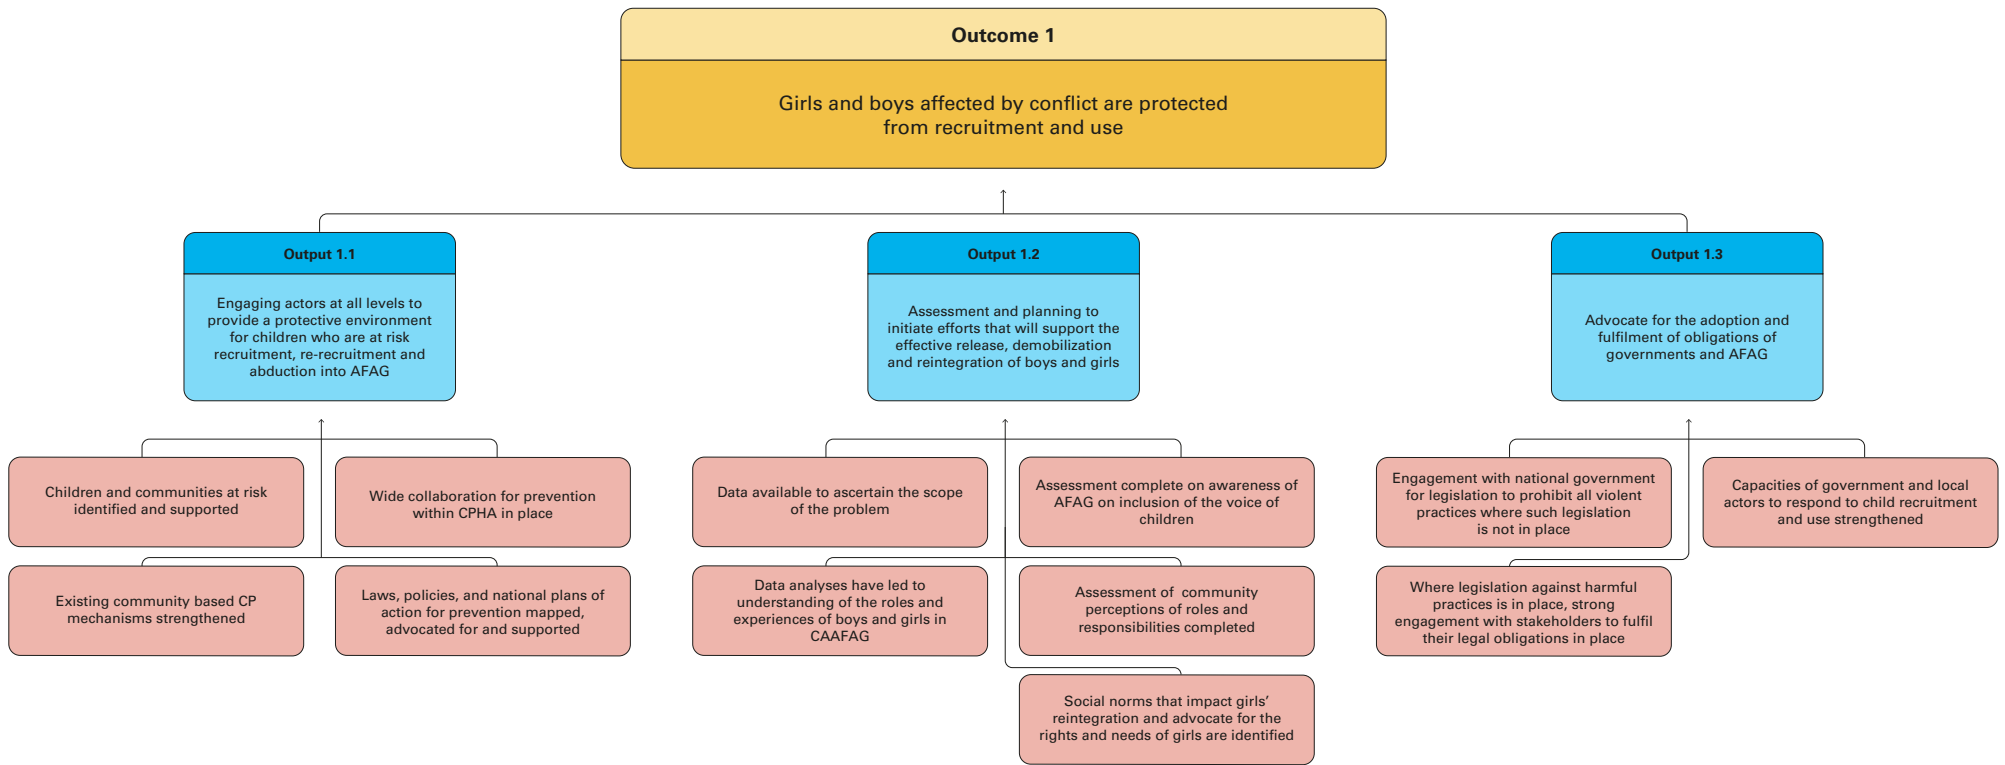 Outcome 1
Girls and boys affected by conflict are protected
from recruitment and use
Output 1.1
Engaging actors at all levels to
provide a protective environment
for children who are at risk
recruitment, re-recruitment and
abduction into AFAG
Output 1.2
Assessment and planning to
initiate efforts that will support the
effective release, demobilization
and reintegration of boys and girls
Output 1.3
Advocate for the adoption and
fulfilment of obligations of
governments and AFAG
Children and communities at risk
identified and supported
Wide collaboration for prevention
within CPHA in place
Existing community based CP
mechanisms strengthened
Laws, policies, and national plans of
action for prevention mapped,
advocated for and supported
Data available to ascertain the scope
of the problem
Assessment complete on awareness of
AFAG on inclusion of the voice of
children
Data analyses have led to
understanding of the roles and
experiences of boys and girls in
CAAFAG
Assessment of community
perceptions of roles and
responsibilities completed
Social norms that impact girls’
reintegration and advocate for the
rights and needs of girls are identified
Engagement with national government
for legislation to prohibit all violent
practices where such legislation
is not in place
Capacities of government and local
actors to respond to child recruitment
and use strengthened
Where legislation against harmful
practices is in place, strong
engagement with stakeholders to fulfil
their legal obligations in place